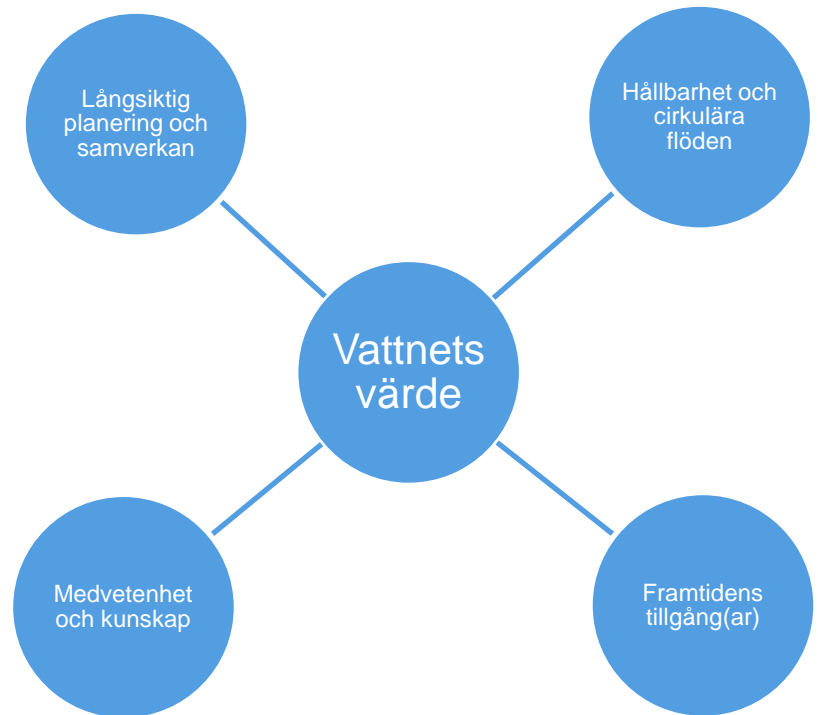 Långsiktig
planering och
samverkan
Hållbarhet och
cirkulära
flöden
Vattnets
värde
Medvetenhet
och kunskap
Framtidens
tillgång(ar)